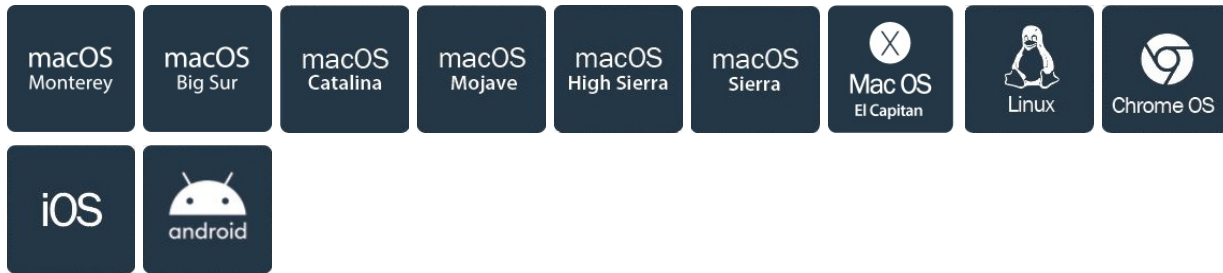 macOS
Monterey
macOS
Big Sur
macOS
Catalina
macOS
Mojave
macOS
High Sierra
macOS
Sierra
X
Mac OS
El Capitan
Linux
Chrome OS
iOS
android